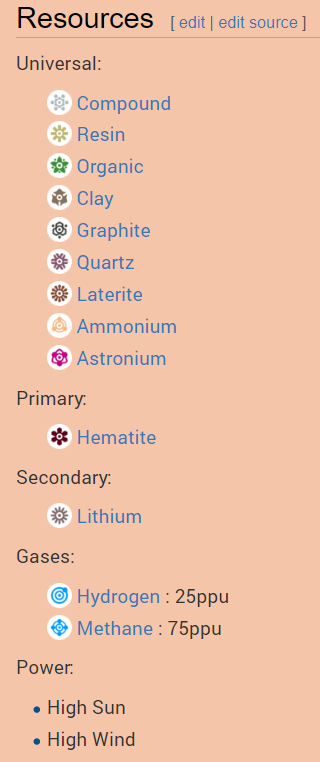 Resources [ edit | edit source ]
Universal:
Compound
Resin
Organic
Clay
Graphite
Quartz
Laterite
Ammonium
Astronium
Primary:
Hematite
Secondary:
Lithium
Gases:
Hydrogen : 25ppu
Methane : 75ppu
Power:
High Sun
High Wind